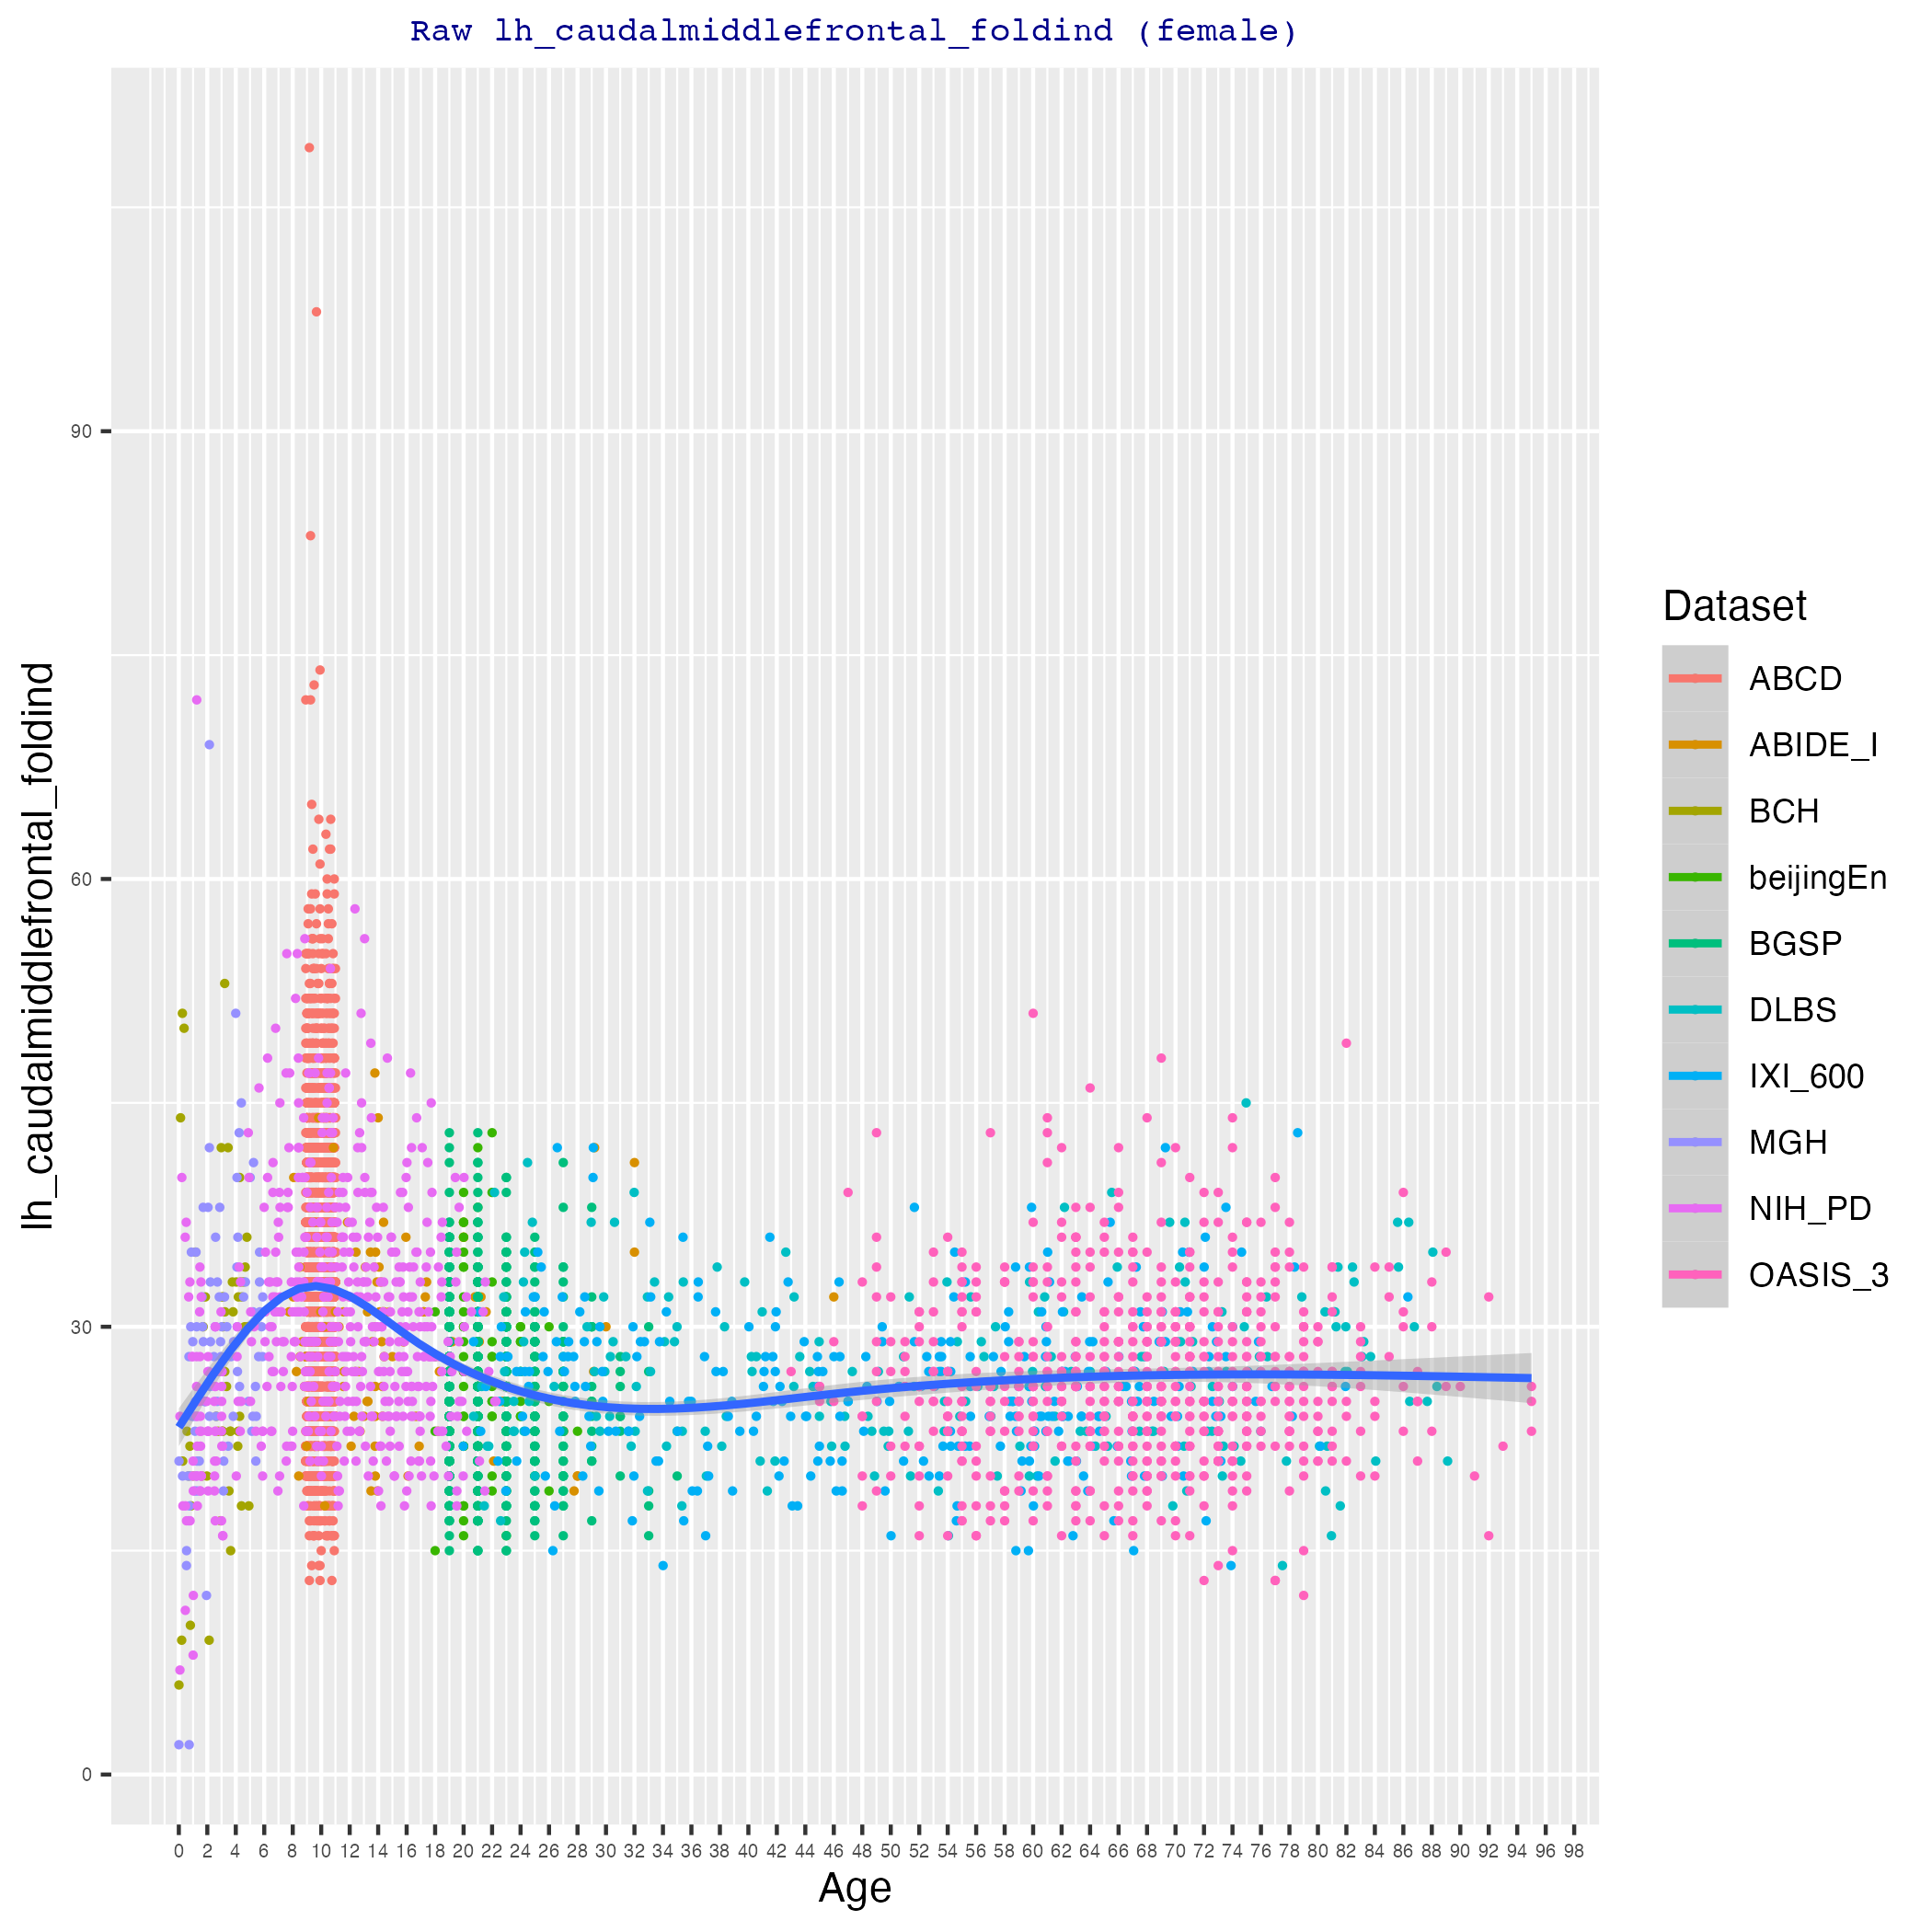 Raw lh_caudalmiddlefrontal_foldind (female)
lh_caudalmiddlefrontal_foldind
90
60
30
0
0 2 4 6 8 10 12 14 16 18 20 22 24 26 28 30 32 34 36 38 40 42 44 46 48 50 52 54 56 58 60 62 64 66 68 70 72 74 76 78 80 82 84 86 88 90 92 94 96 98
Age
Dataset
ABCD
ABIDE_I
BCH
beijingEn
BGSP
DLBS
IXI_600
MGH
NIH_PD
OASIS_3